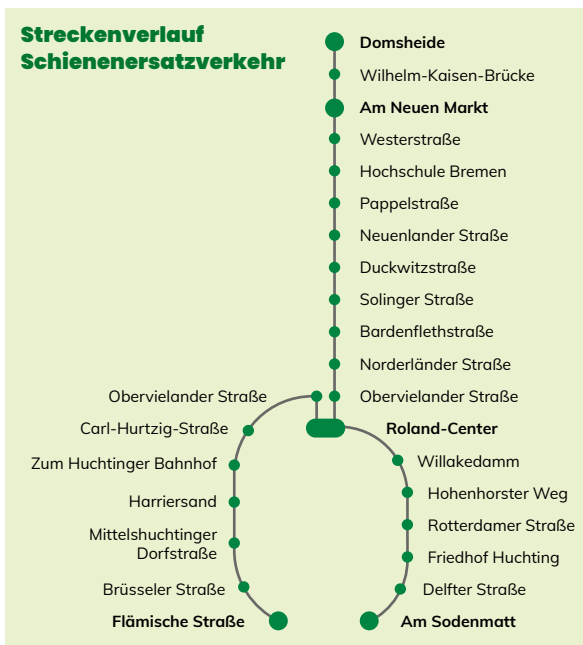 Streckenverlauf
Schienenersatzverkehr
Domsheide
Wilhelm-Kaisen-Brücke
Am Neuen Markt
Westerstraße
Hochschule Bremen
Pappelstraße
Neuenlander Straße
Duckwitzstraße
Solinger Straße
Bardenflethstraße
Norderländer Straße
Obervielander Straße
Roland-Center
Obervielander Straße
Carl-Hurtzig-Straße
Zum Huchtinger Bahnhof
Harriersand
Mittelshuchtinger
Dorfstraße
Brüsseler Straße
Flämische Straße
Willakedamm
Hohenhorster Weg
Rotterdamer Straße
Friedhof Huchting
Delfter Straße
Am Sodenmatt